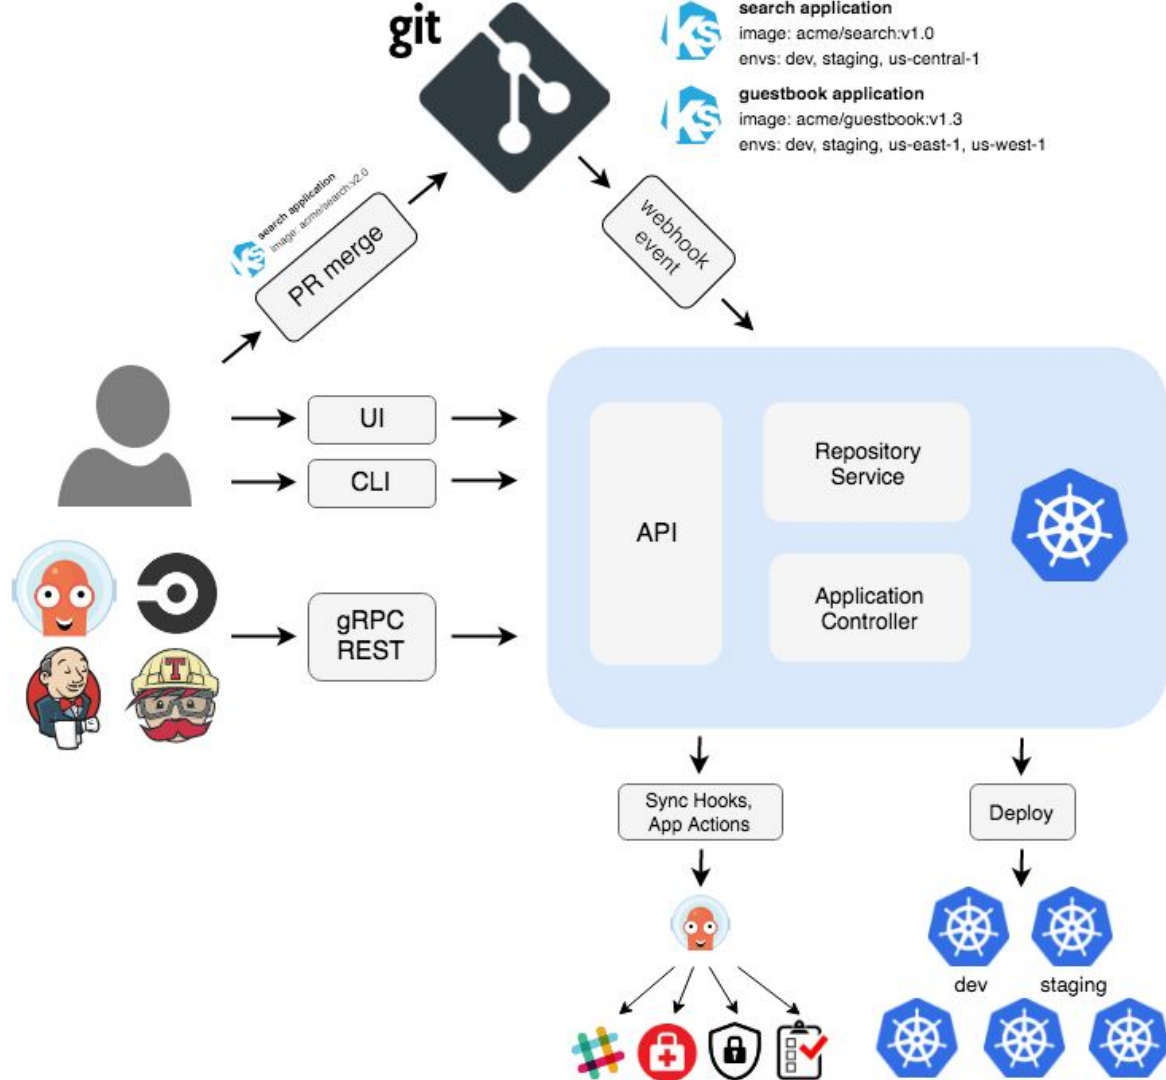 git
search application
image: acme/search:v1.0
envs: dev, staging, us-central-1
guestbook application
image: acme/guestbook:v1.3
envs: dev, staging, us-east-1, us-west-1
Ks
Ks
search application
image: acme/search:v2.0
Ks
PR merge
webhook
event
UI
CLI
gRPC
REST
API
Repository
Service
Application
Controller
T
Sync Hooks,
App Actions
Deploy
dev
staging